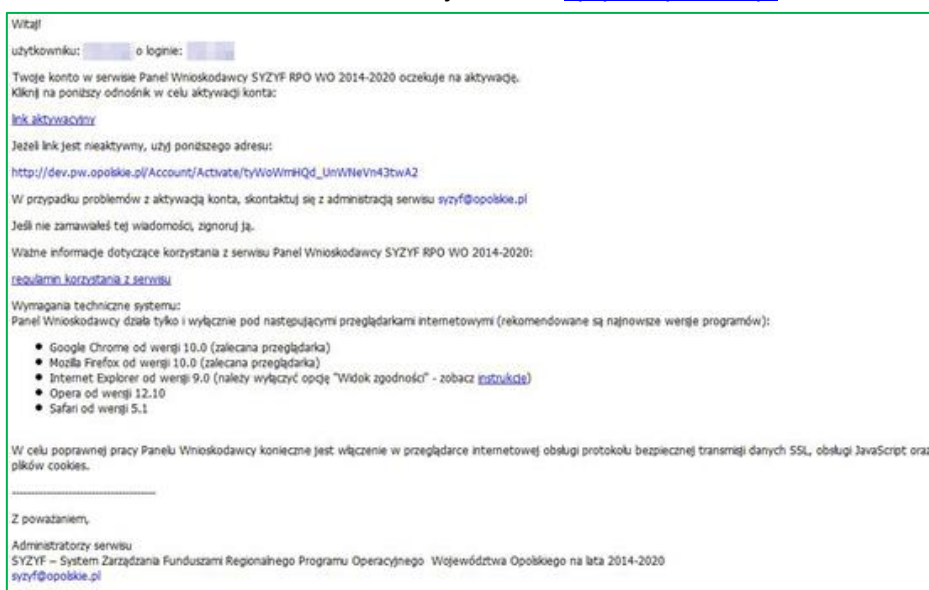 Witaj!
użytkowniku: o loginie:
Twoje konto w serwisie Panel Wnioskodawcy SYZYF RPO WO 2014-2020 oczekuje na aktywację.
Kliknij na poniższy odnośnik w celu aktywacji konta:
link aktywacyjny
Jeżeli link jest nieaktywny, użyj poniższego adresu:
http://dev.pw.opolskie.pl/Account/Activate/tyWoWmHQd_UnWNeVn43twA2
W przypadku problemów z aktywacją konta, skontaktuj się z administracją serwisu syzyf@opolskie.pl
Jeśli nie zamawiałeś tej wiadomości, zignoruj ją.
Ważne informacje dotyczące korzystania z serwisu Panel Wnioskodawcy SYZYF RPO WO 2014-2020:
regulamin korzystania z serwisu
Wymagania techniczne systemu:
Panel Wnioskodawcy działa tylko i wyłącznie pod następującymi przeglądarkami internetowymi (rekomendowane są najnowsze wersje programów):
● Google Chrome od wersji 10.0 (zalecana przeglądarka)
● Mozilla Firefox od wersji 10.0 (zalecana przeglądarka)
● Internet Explorer od wersji 9.0 (należy wyłączyć opcję "Widok zgodności" - zobacz instrukcję)
● Opera od wersji 12.10
● Safari od wersji 5.1
W celu poprawnej pracy Panelu Wnioskodawcy konieczne jest włączenie w przeglądarce internetowej obsługi protokołu bezpiecznej transmisji danych SSL, obsługi JavaScript oraz
plików cookies.
------------------------------------
Z poważaniem,
Administratorzy serwisu
SYZYF – System Zarządzania Funduszami Regionalnego Programu Operacyjnego Województwa Opolskiego na lata 2014-2020
syzyf@opolskie.pl